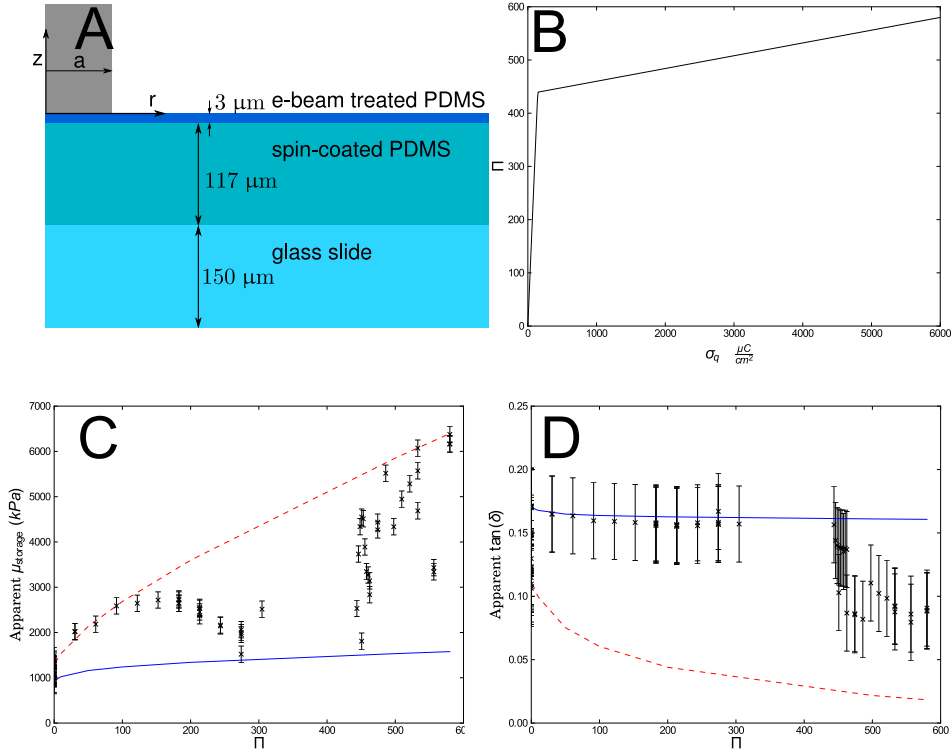 A
z
a
r
3 μm
e-beam treated PDMS
spin-coated PDMS
117 μm
glass slide
150 μm
B
600
500
400
300
200
100
0
Π
0 1000 2000 3000 4000 5000 6000
σ_q μC/cm²
C
7000
6000
5000
4000
3000
2000
1000
0
Apparent μ_storage (kPa)
0 100 200 300 400 500 600
Π
D
0.25
0.20
0.15
0.10
0.05
0.00
Apparent tan(δ)
0 100 200 300 400 500 600
Π